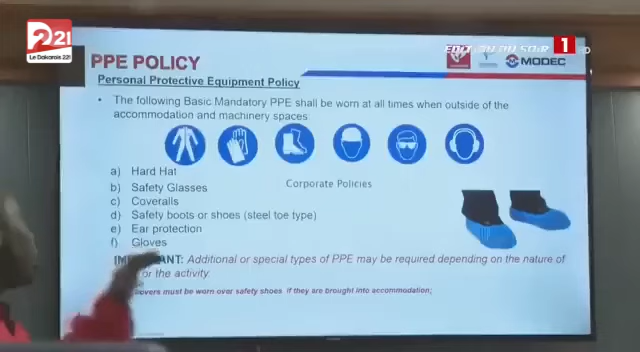 221
Le Dakarois 221
EDITION DU SOIR 1
PPE POLICY
MODEC
Personal Protective Equipment Policy
• The following Basic Mandatory PPE shall be worn at all times when outside of the
accommodation and machinery spaces
a) Hard Hat
b) Safety Glasses
Corporate Policies
c) Coveralls
d) Safety boots or shoes (steel toe type)
e) Ear protection
f) Gloves
Additional or special types of PPE may be required depending on the nature of
or the activity
must be worn over safety shoes, if they are brought into accommodation;